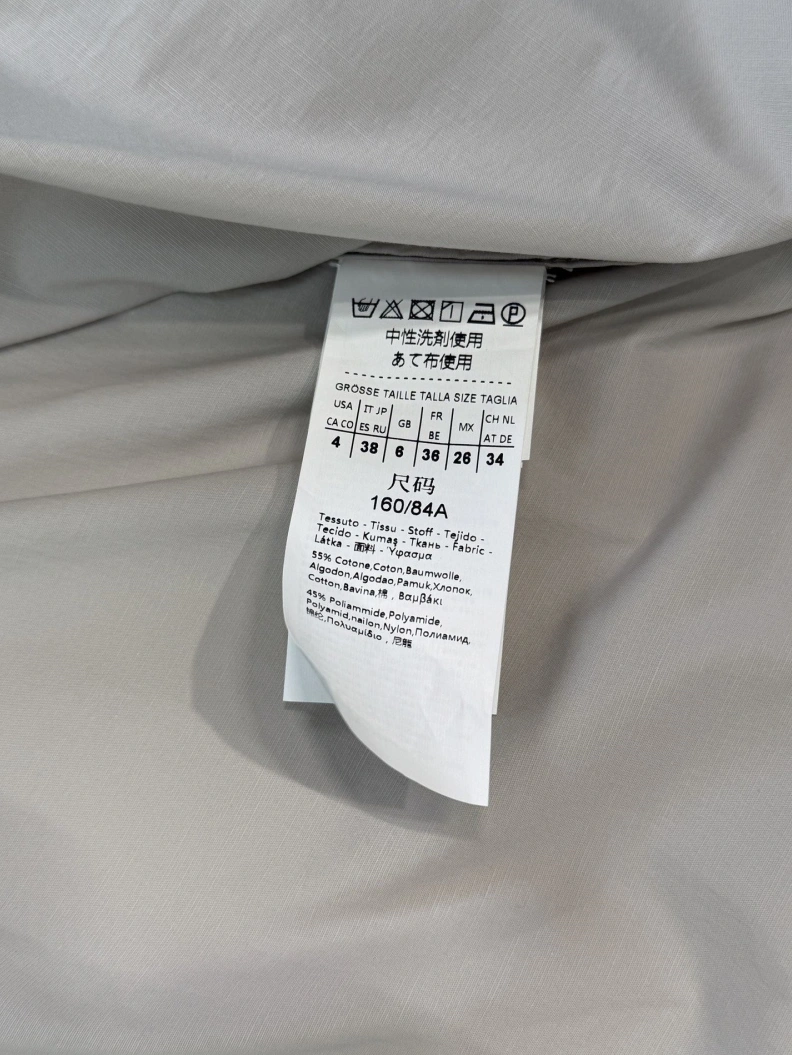 P
中性洗剤使用
あて布使用
GRÖSSE TAILLE TALLA SIZE TAGLIA
USA CA CO IT JP ES RU GB FR BE MX CH NL AT DE
4 38 6 36 26 34
尺码
160/84A
Tessuto - Tissu - Stoff - Tejido -
Tecido - Kumaş - Ткань - Fabric -
Látka - 面料 - Ύφασμα
55% Cotone,Coton,Baumwolle,
Algodon,Algodao,Pamuk,Хлопок,
Cotton,Bavina,棉 , Βαμβάκι
45% Poliammide,Polyamide,
Polyamid,nailon,Nylon,Полиамид,
锦纶,Πολυαμίδιο , 尼龍